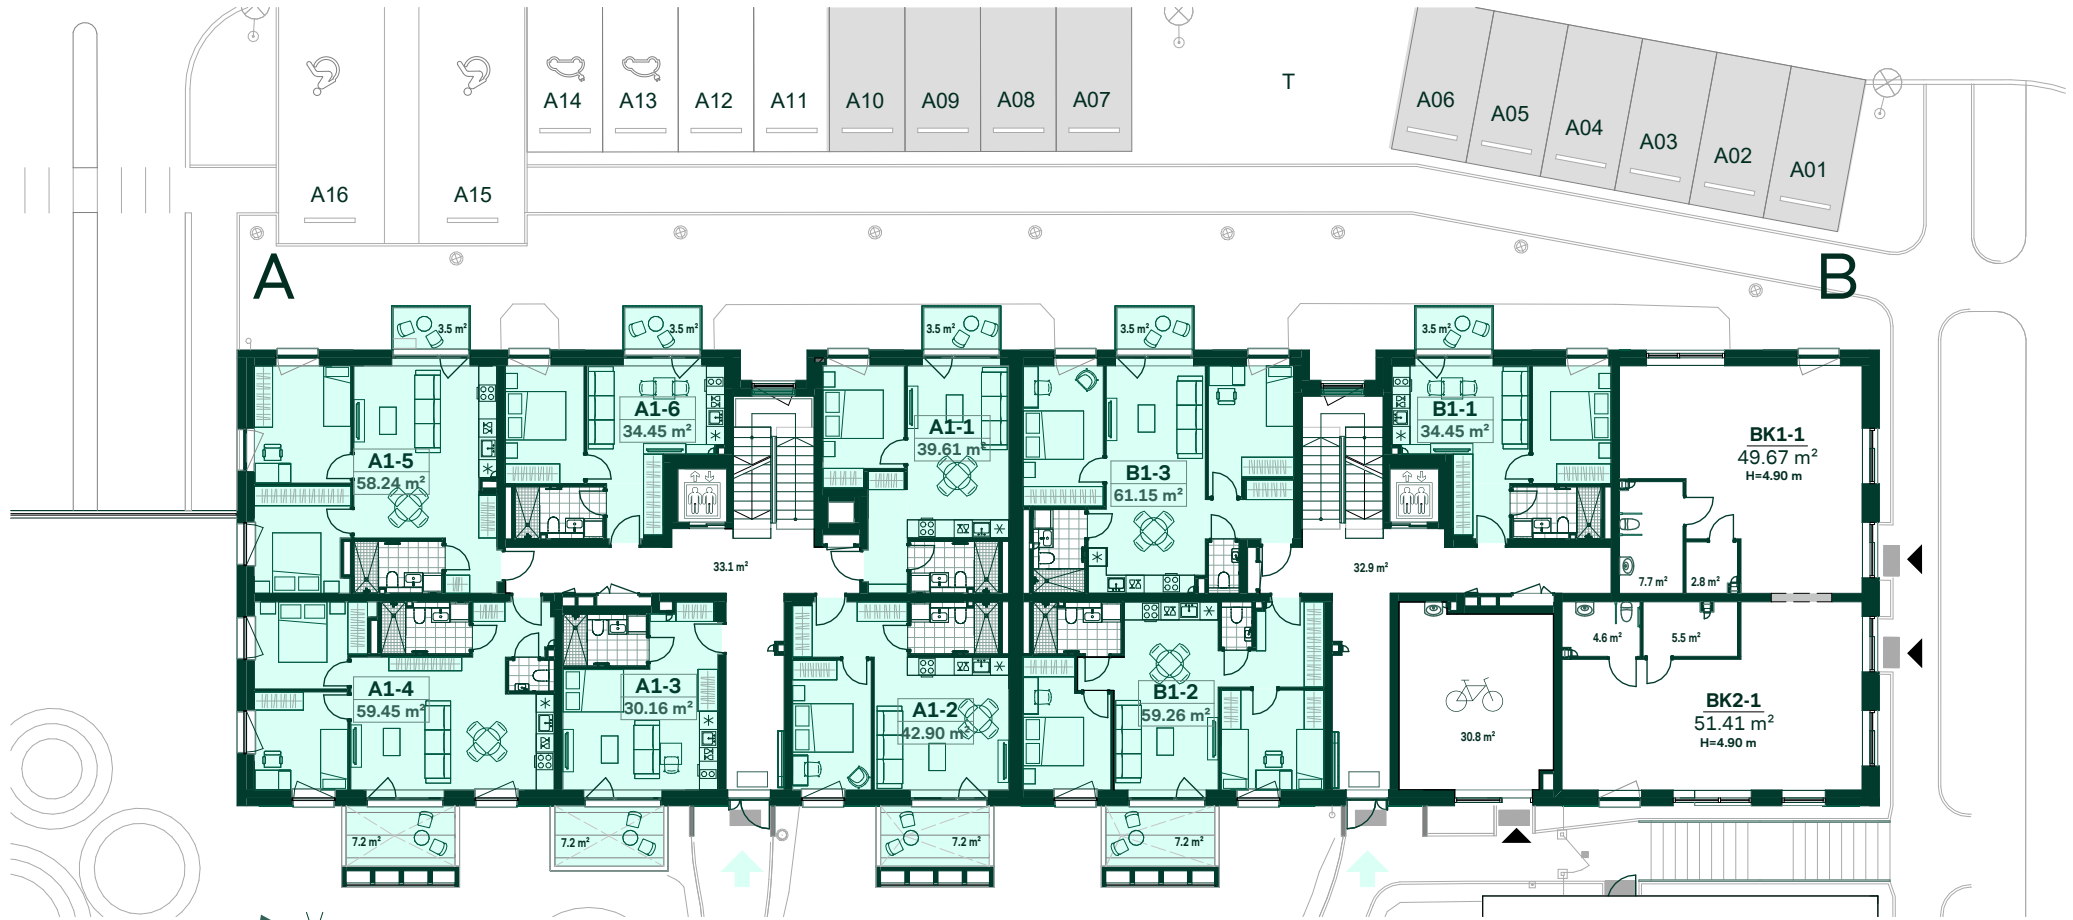 T
A14
A13
A12
A11
A10
A09
A08
A07
A06
A05
A04
A03
A02
A01
A16
A15
A
B
3.5 m²
3.5 m²
3.5 m²
3.5 m²
3.5 m²
A1-6
34.45 m²
A1-1
39.61 m²
B1-1
34.45 m²
BK1-1
49.67 m²
H=4.90 m
A1-5
58.24 m²
B1-3
61.15 m²
33.1 m²
32.9 m²
7.7 m²
2.8 m²
4.6 m²
5.5 m²
A1-4
59.45 m²
A1-3
30.16 m²
A1-2
42.90 m²
B1-2
59.26 m²
30.8 m²
BK2-1
51.41 m²
H=4.90 m
7.2 m²
7.2 m²
7.2 m²
7.2 m²